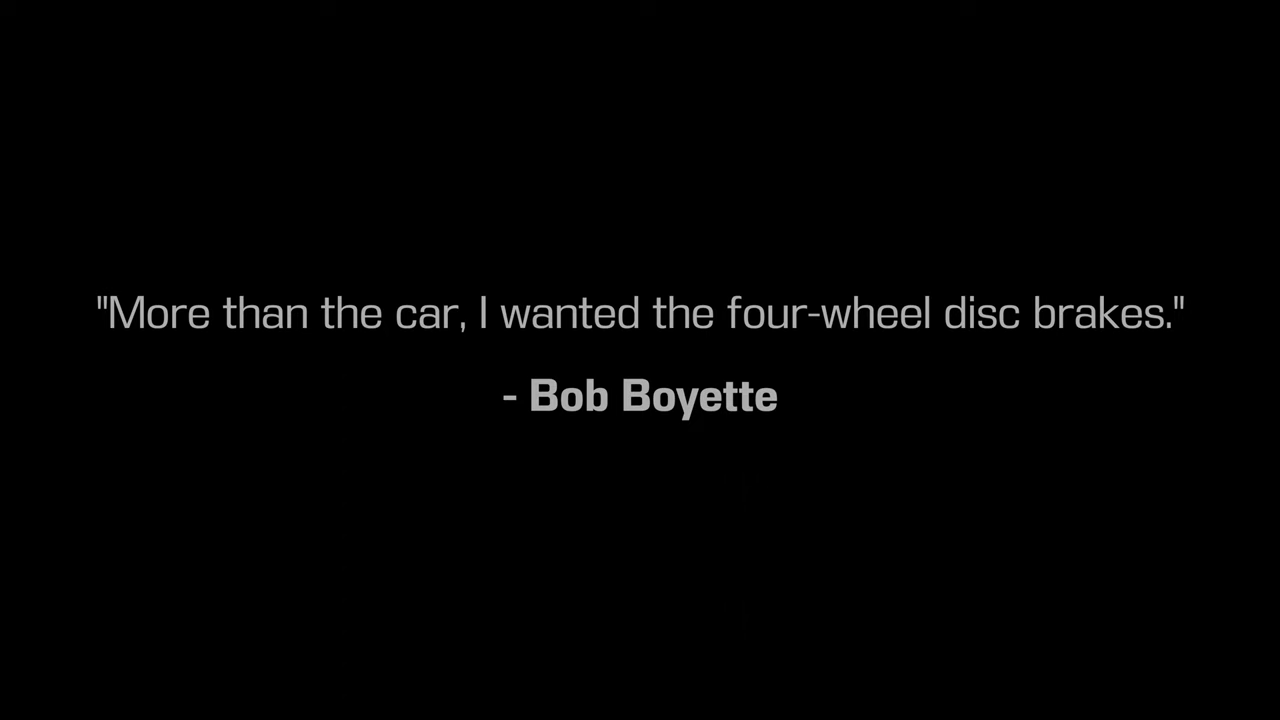 "More than the car, I wanted the four-wheel disc brakes."
- Bob Boyette